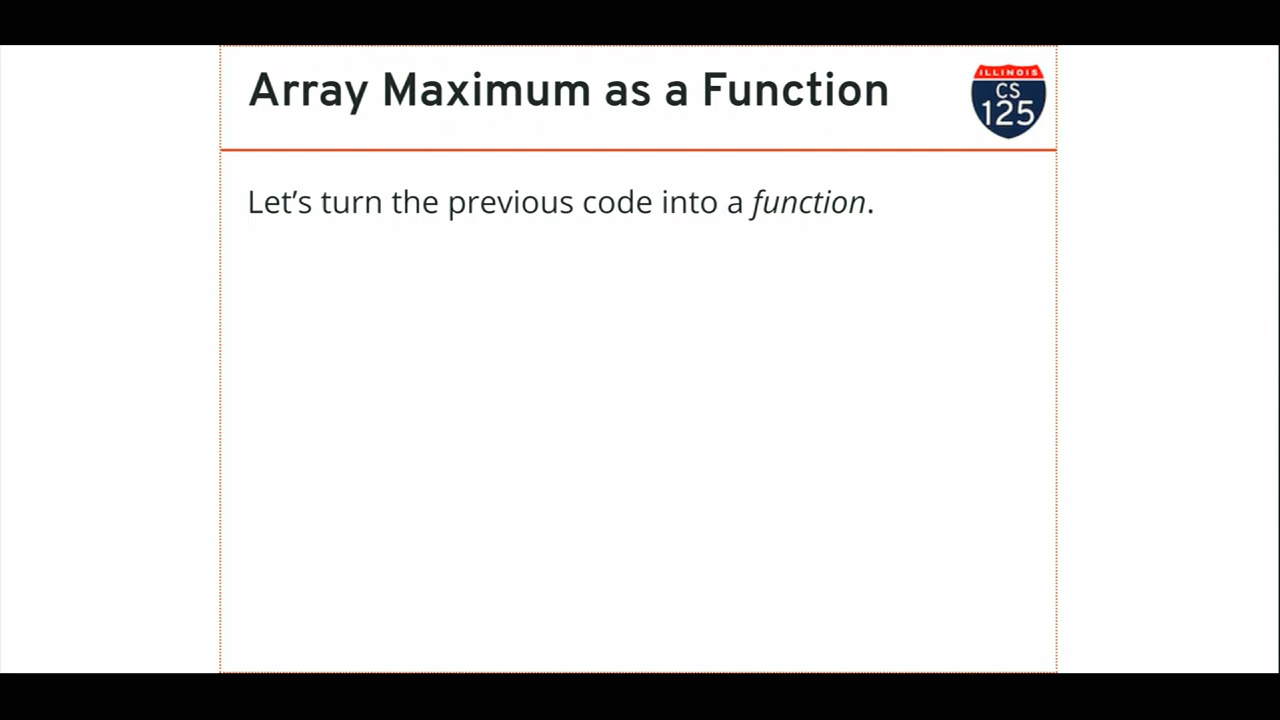 Array Maximum as a Function
ILLINOIS
CS
125
Let's turn the previous code into a function.